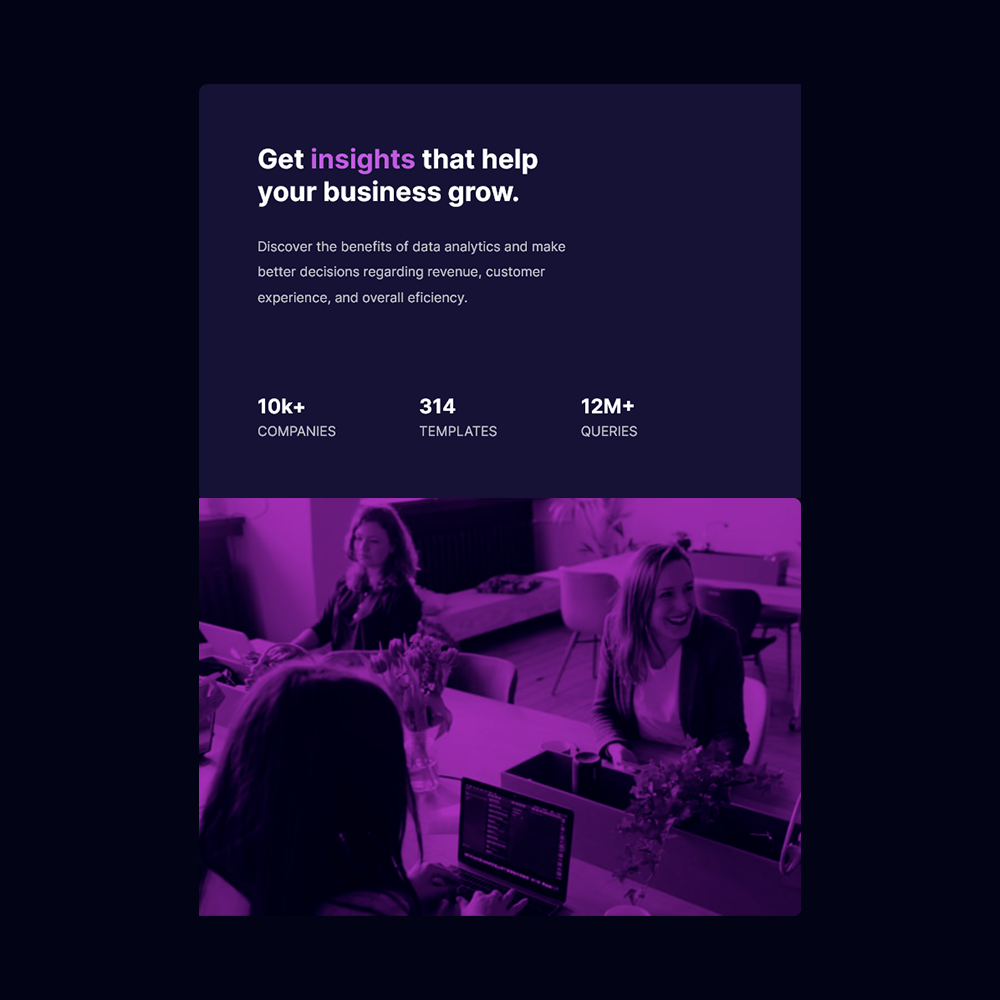 Get insights that help
your business grow.
Discover the benefits of data analytics and make
better decisions regarding revenue, customer
experience, and overall eficiency.
10k+ 314 12M+
COMPANIES TEMPLATES QUERIES